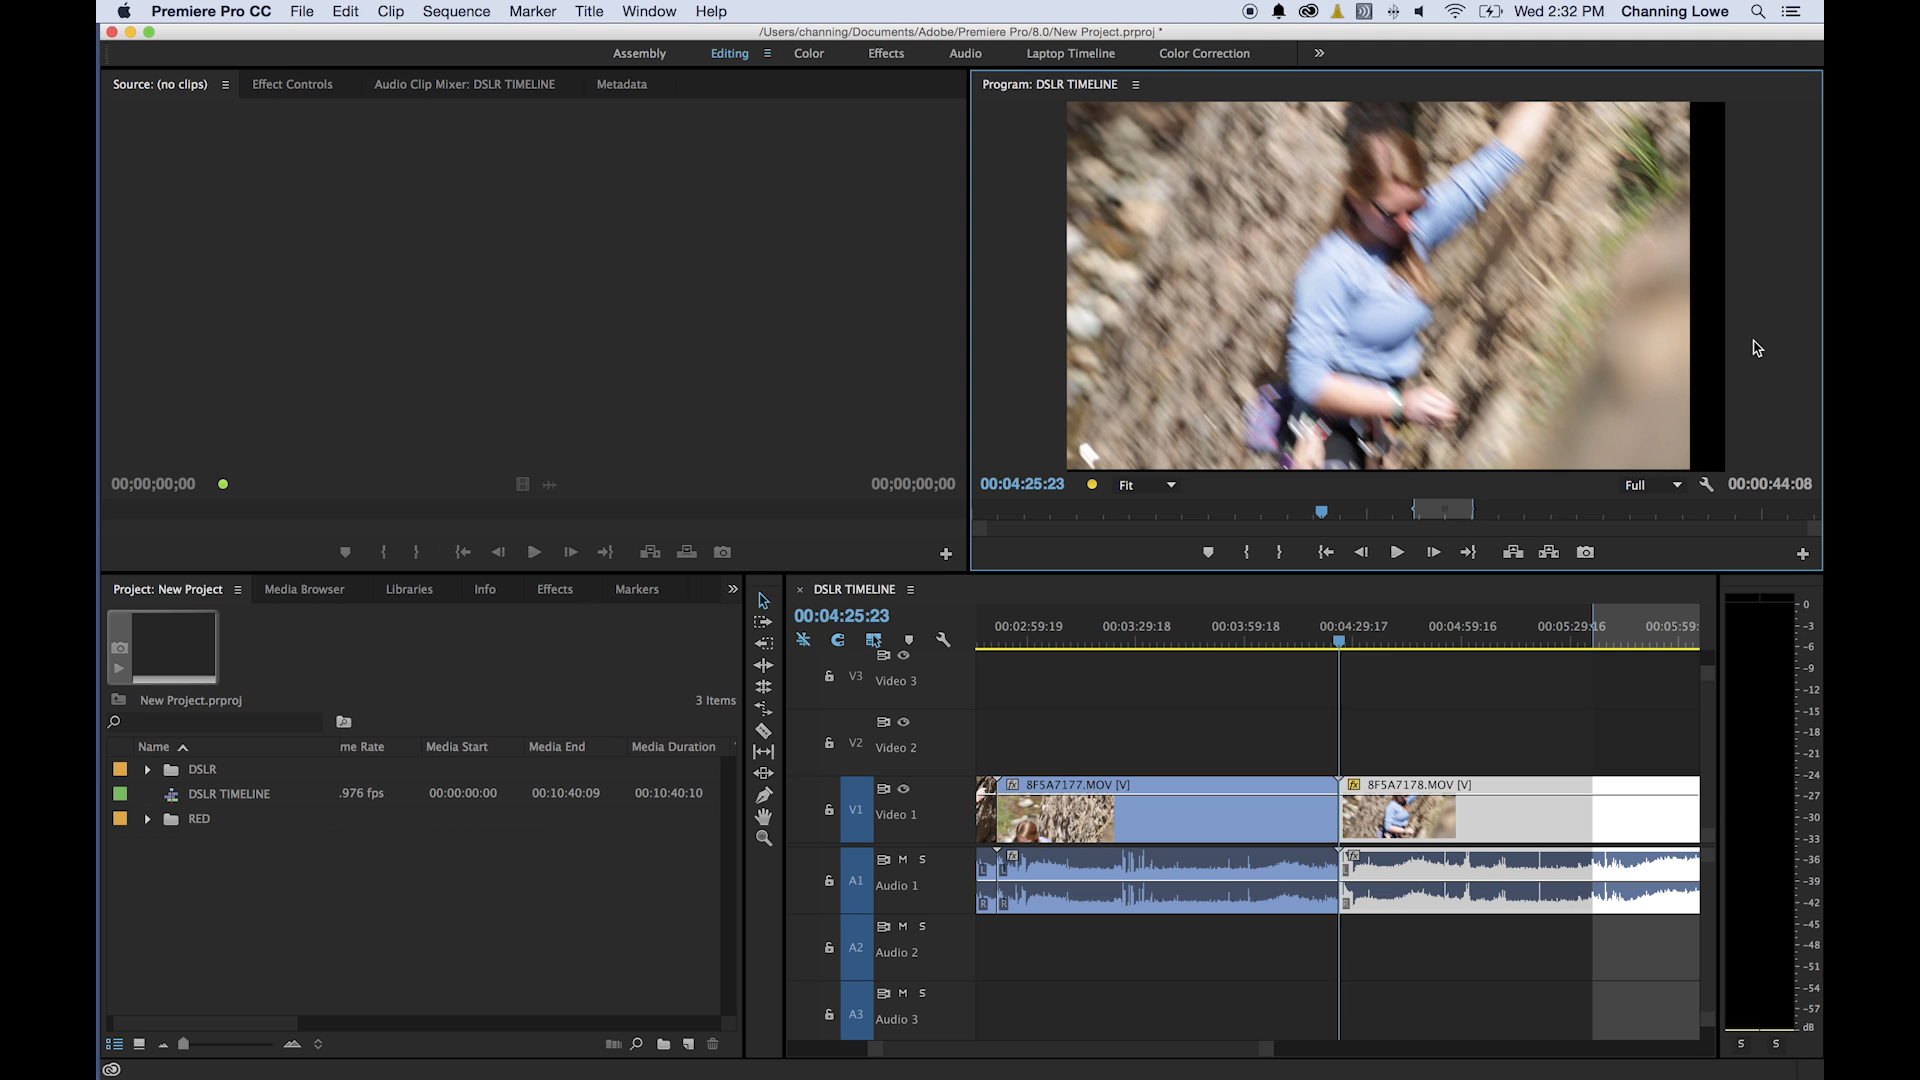 Premiere Pro CC File Edit Clip Sequence Marker Title Window Help Wed 2:32 PM Channing Lowe
/Users/channing/Documents/Adobe/Premiere Pro/8.0/New Project.prproj *
Assembly Editing Color Effects Audio Laptop Timeline Color Correction
Source: (no clips) Effect Controls Audio Clip Mixer: DSLR TIMELINE Metadata
Program: DSLR TIMELINE
00;00;00;00 00;00;00;00
00:04:25:23 Fit Full 00:00:44:08
Project: New Project Media Browser Libraries Info Effects Markers
DSLR TIMELINE
00:04:25:23
00:02:59:19 00:03:29:18 00:03:59:18 00:04:29:17 00:04:59:16 00:05:29:16 00:05:59:
New Project.prproj 3 Items
Name me Rate Media Start Media End Media Duration
DSLR
DSLR TIMELINE .976 fps 00:00:00:00 00:10:40:09 00:10:40:10
RED
V3 Video 3
V2 Video 2
V1 Video 1
fx 8F5A7177.MOV [V] fx 8F5A7178.MOV [V]
A1 M S Audio 1
fx fx
L L L
R R R
A2 M S Audio 2
A3 M S Audio 3
0
-3
-6
-9
-12
-15
-18
-21
-24
-27
-30
-33
-36
-39
-42
-45
-48
-51
-54
-57
dB
S S